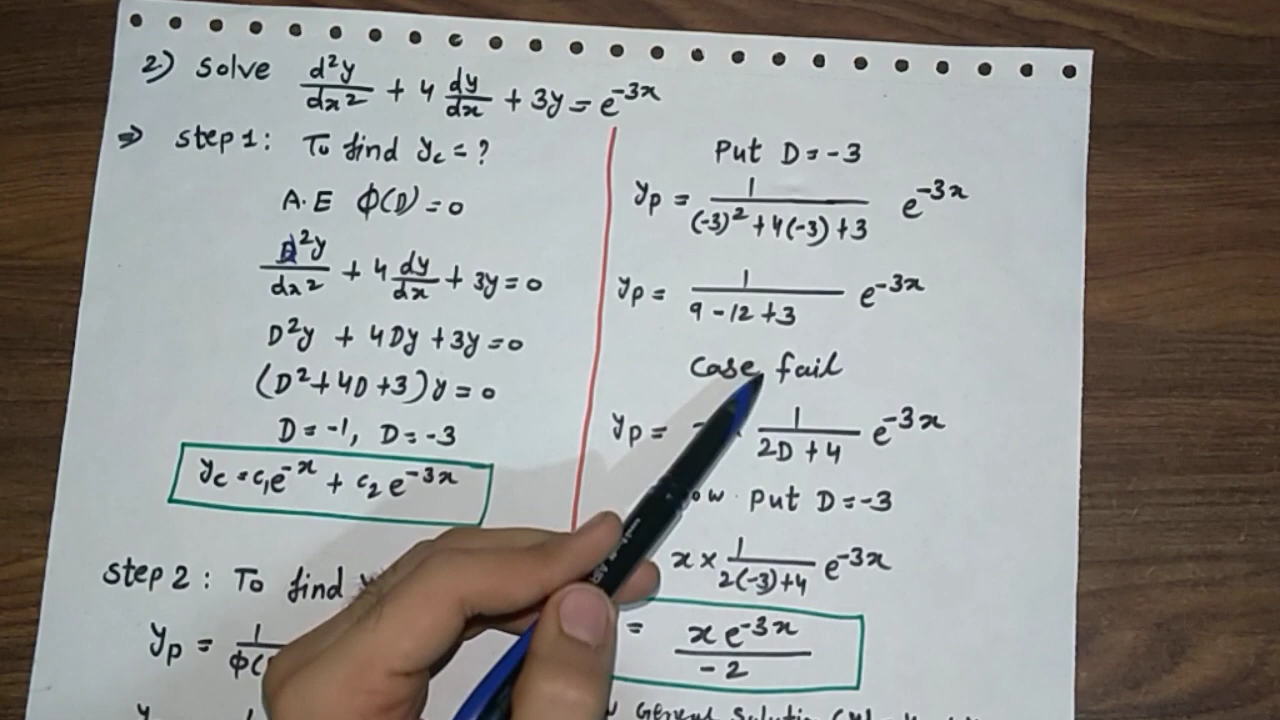 2) Solve d²y/dx² + 4 dy/dx + 3y = e^-3x
⇒ Step 1: To find yc = ?
A.E Φ(D) = 0
D²y/dx² + 4 dy/dx + 3y = 0
D²y + 4Dy + 3y = 0
(D² + 4D + 3) y = 0
D = -1, D = -3
yc = c₁e^-x + c₂ e^-3x
Step 2: To find
yp = 1/Φ(
Put D = -3
yp = 1/((-3)² + 4(-3) + 3) e^-3x
yp = 1/(9 - 12 + 3) e^-3x
Case fail
yp = 1/(2D + 4) e^-3x
Put D = -3
x × 1/(2(-3)+4) e^-3x
= x e^-3x/-2
General Solution